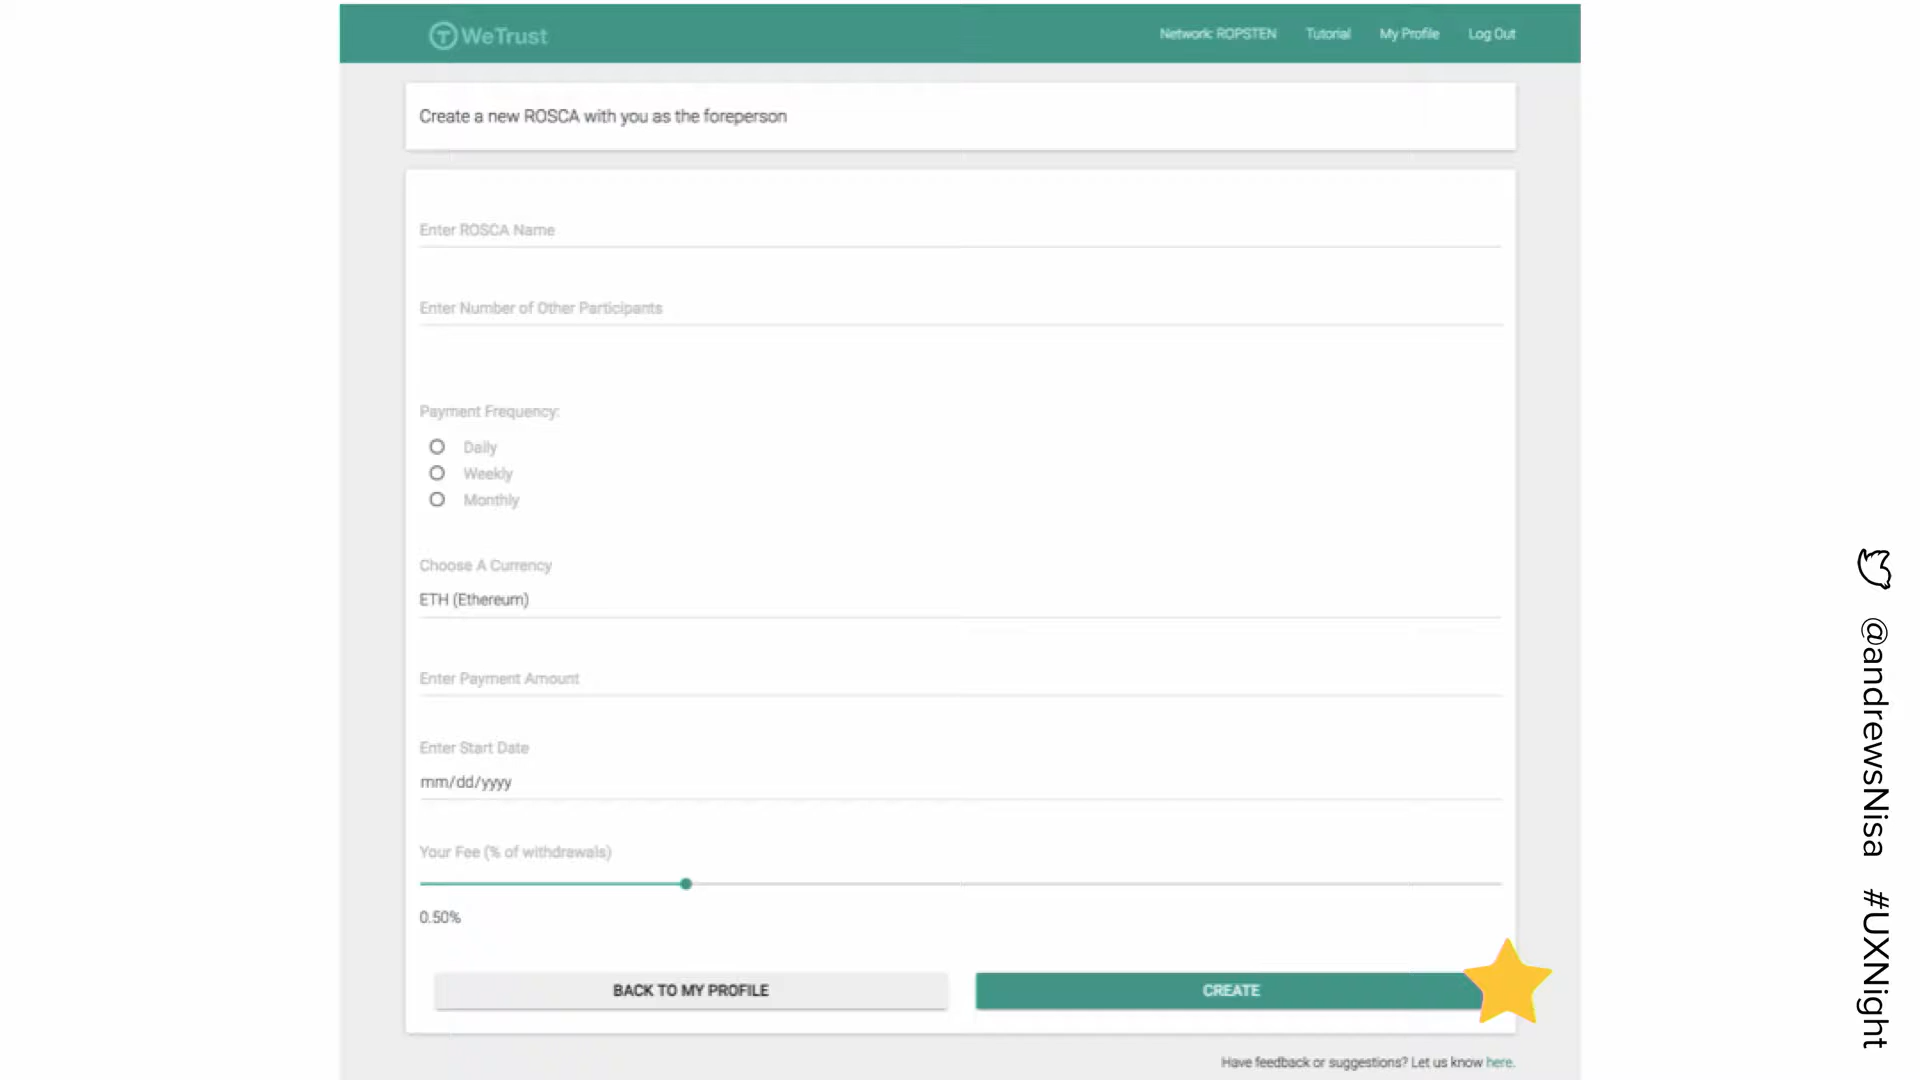 WeTrust
Network: ROPSTEN Tutorial My Profile Log Out
Create a new ROSCA with you as the foreperson
Enter ROSCA Name
Enter Number of Other Participants
Payment Frequency:
Daily
Weekly
Monthly
Choose A Currency
ETH (Ethereum)
Enter Payment Amount
Enter Start Date
mm/dd/yyyy
Your Fee (% of withdrawals)
0.50%
BACK TO MY PROFILE
CREATE
Have feedback or suggestions? Let us know here.
@andrewsNisa #UXNight